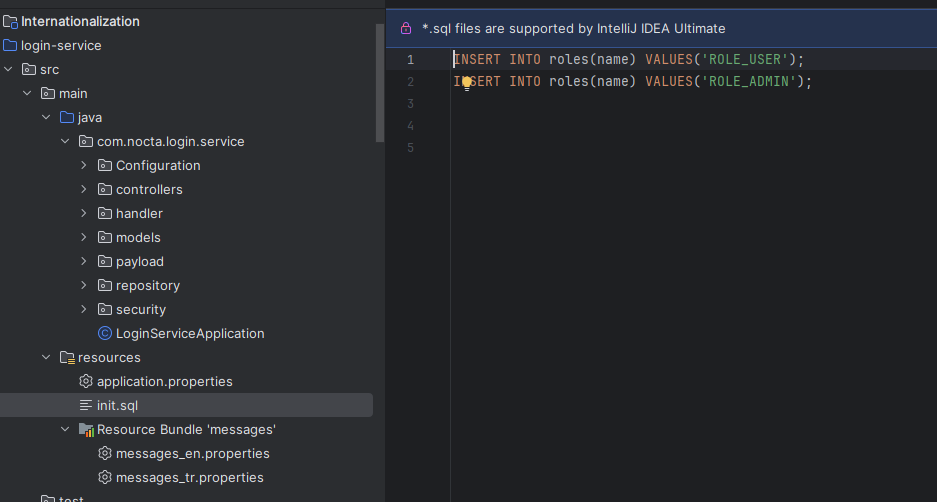 Internationalization
login-service
src
main
java
com.nocta.login.service
Configuration
controllers
handler
models
payload
repository
security
LoginServiceApplication
resources
application.properties
init.sql
Resource Bundle 'messages'
messages_en.properties
messages_tr.properties
test
*.sql files are supported by IntelliJ IDEA Ultimate
1 INSERT INTO roles(name) VALUES('ROLE_USER');
2 INSERT INTO roles(name) VALUES('ROLE_ADMIN');
3
4
5